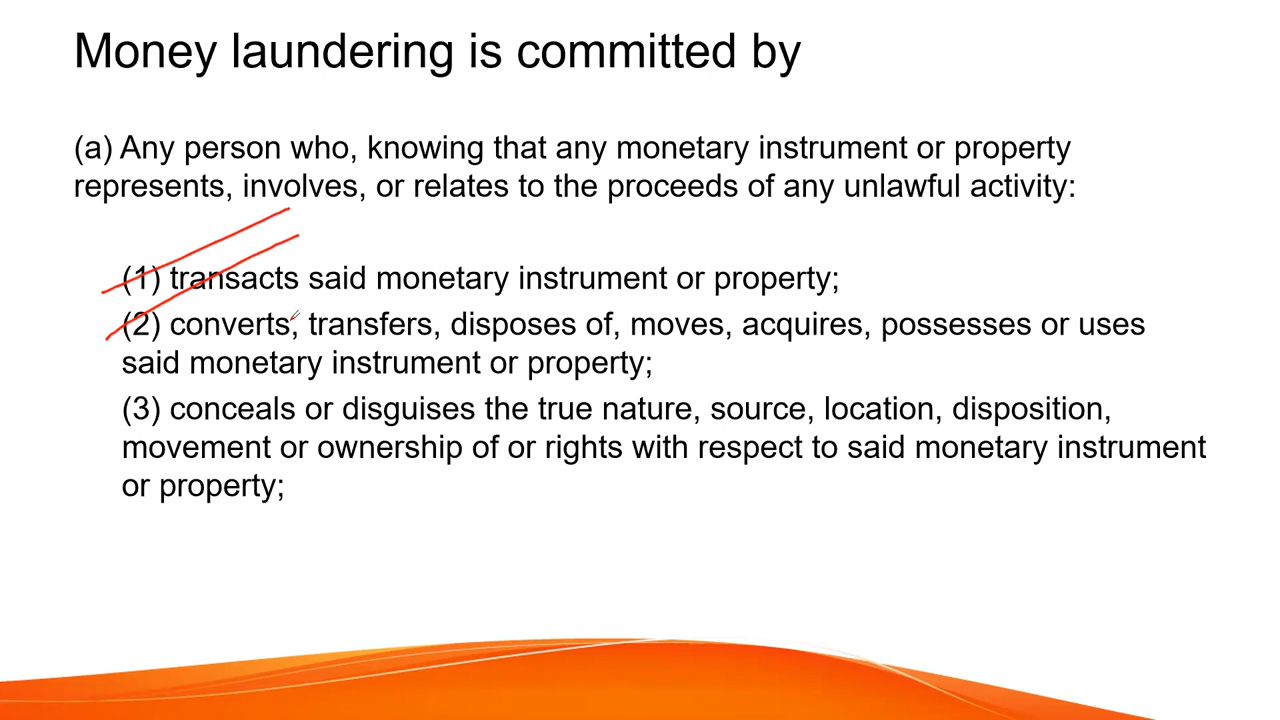 Money laundering is committed by
(a) Any person who, knowing that any monetary instrument or property
represents, involves, or relates to the proceeds of any unlawful activity:
(1) transacts said monetary instrument or property;
(2) converts, transfers, disposes of, moves, acquires, possesses or uses
said monetary instrument or property;
(3) conceals or disguises the true nature, source, location, disposition,
movement or ownership of or rights with respect to said monetary instrument
or property;